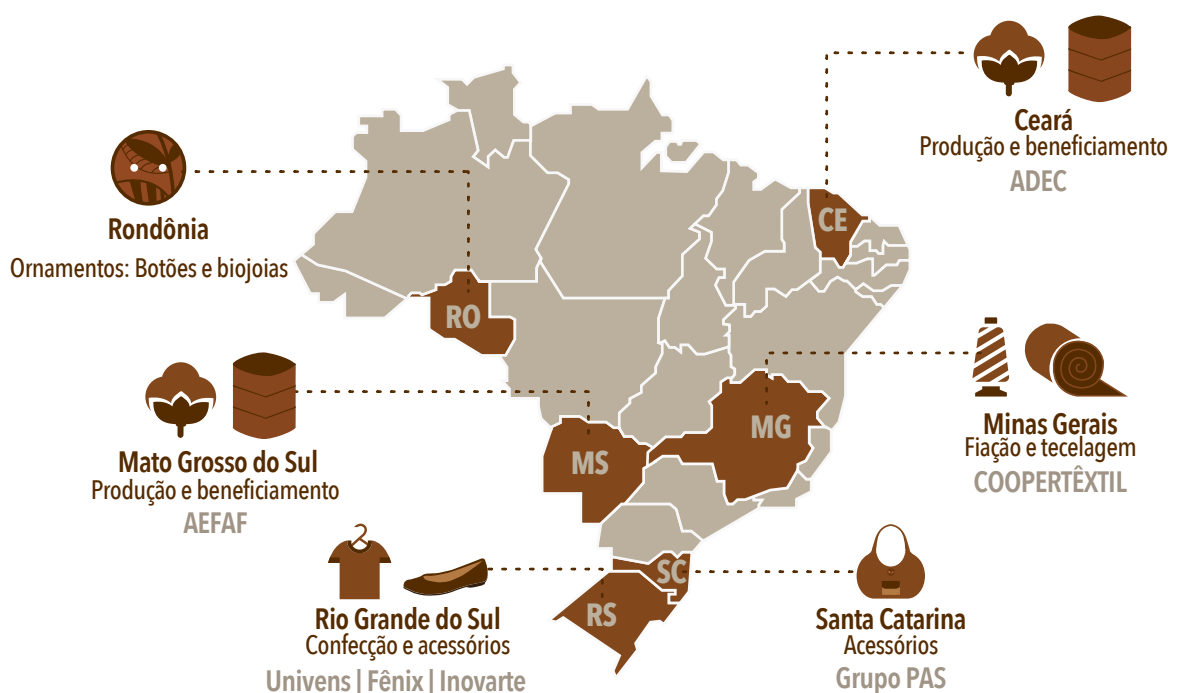 Ceará
Produção e beneficiamento
ADEC
CE
Rondônia
Ornamentos: Botões e biojoias
RO
Minas Gerais
Fiação e tecelagem
COOPERTÊXTIL
MG
Mato Grosso do Sul
Produção e beneficiamento
AEFAF
MS
Rio Grande do Sul
Confecção e acessórios
Univens | Fênix | Inovarte
RS
SC
Santa Catarina
Acessórios
Grupo PAS